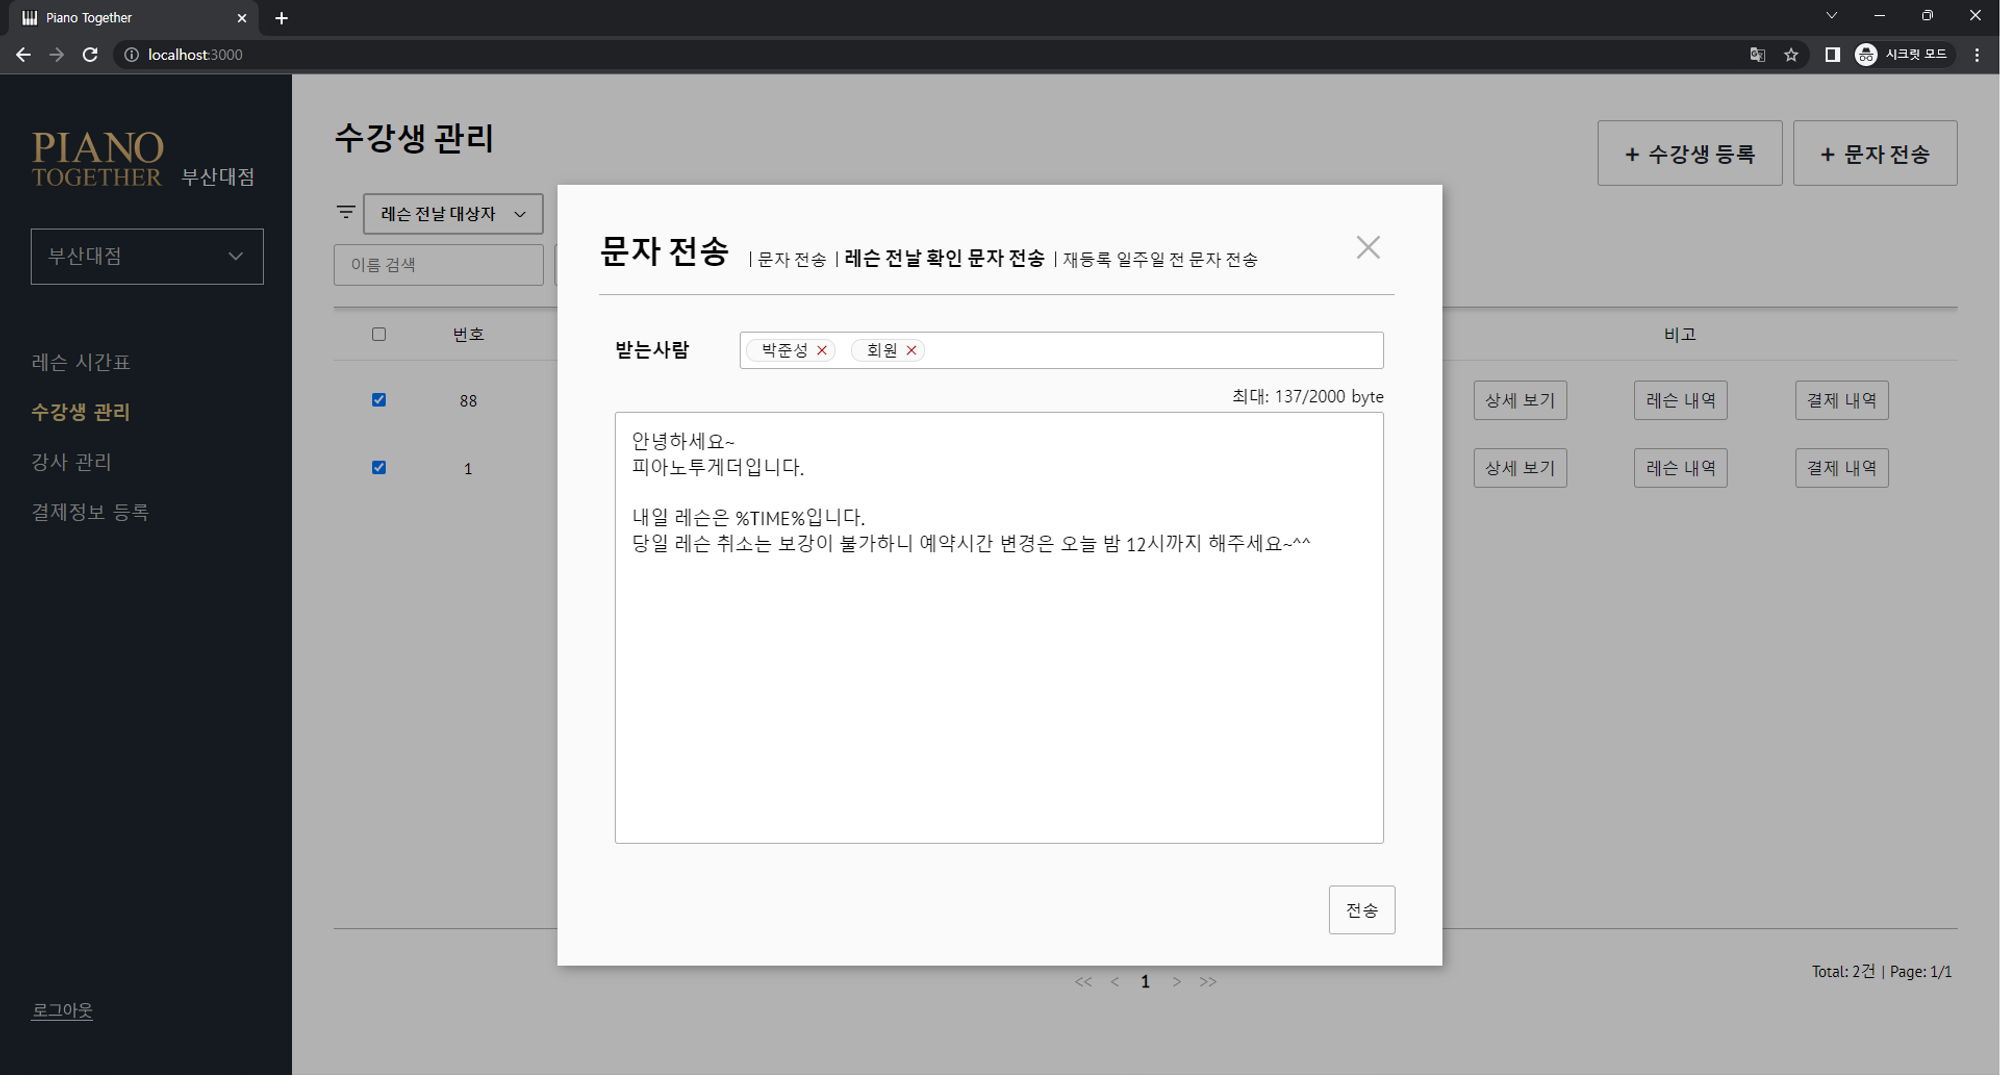 Piano Together
localhost:3000
시크릿 모드
PIANO
TOGETHER 부산대점
부산대점
레슨 시간표
수강생 관리
강사 관리
결제정보 등록
로그아웃
수강생 관리
+ 수강생 등록
+ 문자 전송
레슨 전날 대상자
이름 검색
번호
비고
88
상세 보기
레슨 내역
결제 내역
1
상세 보기
레슨 내역
결제 내역
문자 전송 | 문자 전송 | 레슨 전날 확인 문자 전송 | 재등록 일주일 전 문자 전송
받는사람
박준성
회원
최대: 137/2000 byte
안녕하세요~
피아노투게더입니다.
내일 레슨은 %TIME%입니다.
당일 레슨 취소는 보강이 불가하니 예약시간 변경은 오늘 밤 12시까지 해주세요~^^
전송
<< < 1 > >>
Total: 2건 | Page: 1/1